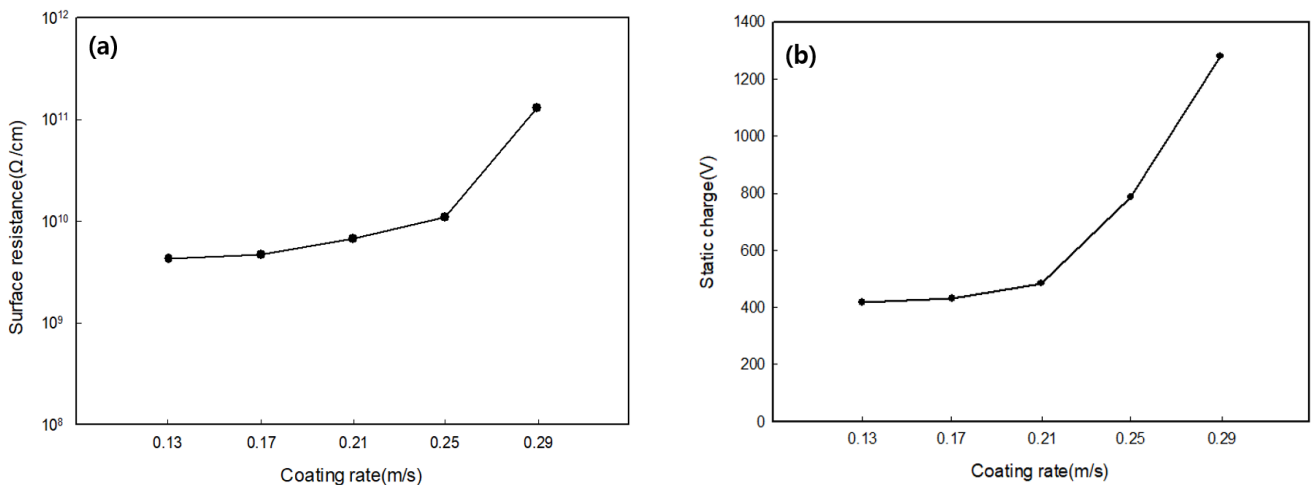 (a)
Surface resistance(Ω/cm)
10¹²
10¹¹
10¹⁰
10⁹
10⁸
0.13 0.17 0.21 0.25 0.29
Coating rate(m/s)
(b)
Static charge(V)
1400
1200
1000
800
600
400
200
0
0.13 0.17 0.21 0.25 0.29
Coating rate(m/s)